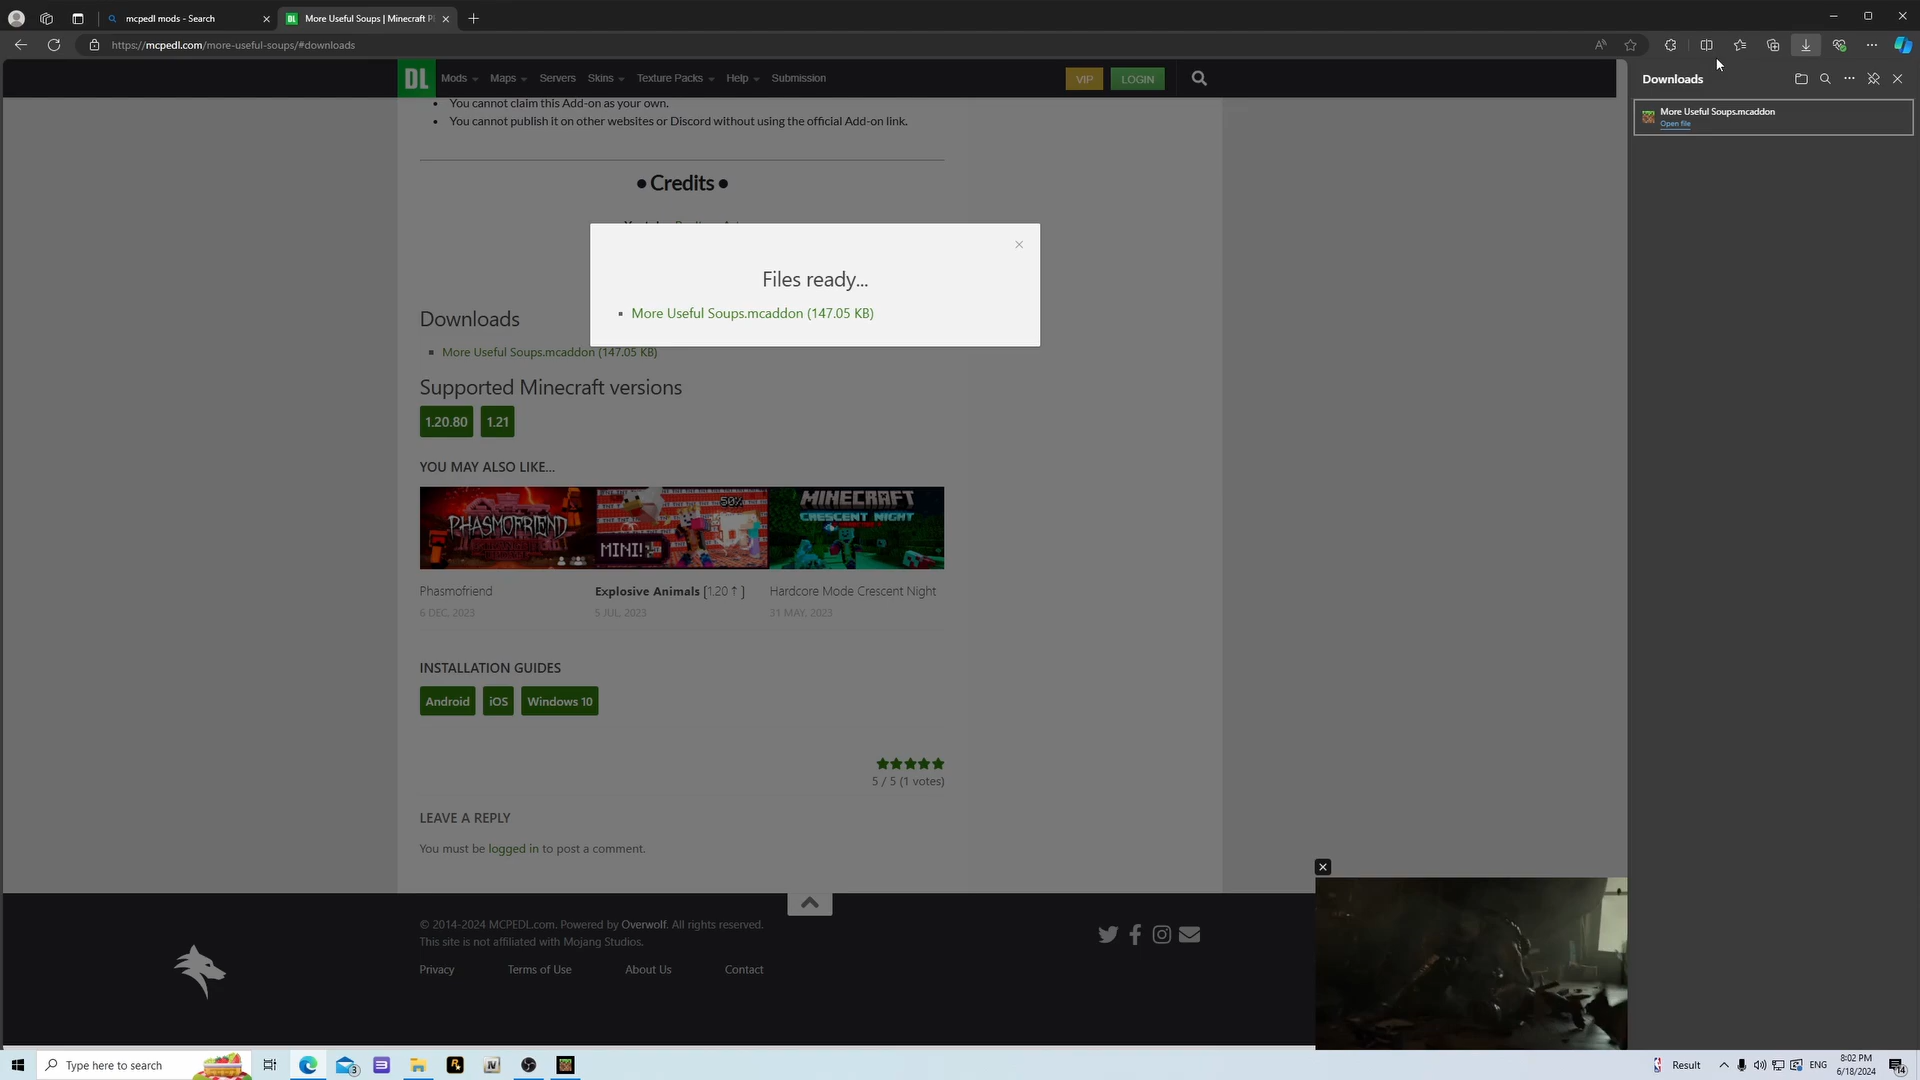 mcpedl mods - Search
DL More Useful Soups | Minecraft P
https://mcpedl.com/more-useful-soups/#downloads
DL Mods Maps Servers Skins Texture Packs Help Submission VIP LOGIN
Downloads
More Useful Soups.mcaddon
Open file
• You cannot claim this Add-on as your own.
• You cannot publish it on other websites or Discord without using the official Add-on link.
• Credits •
×
Files ready...
▪ More Useful Soups.mcaddon (147.05 KB)
Downloads
▪ More Useful Soups.mcaddon (147.05 KB)
Supported Minecraft versions
1.20.80 1.21
YOU MAY ALSO LIKE...
PHASMOFRIEND
MINI!
50%
MINECRAFT
CRESCENT NIGHT
Phasmofriend
6 DEC, 2023
Explosive Animals [1.20↑]
5 JUL, 2023
Hardcore Mode Crescent Night
31 MAY, 2023
INSTALLATION GUIDES
Android iOS Windows 10
★★★★★
5 / 5 (1 votes)
LEAVE A REPLY
You must be logged in to post a comment.
© 2014-2024 MCPEDL.com. Powered by Overwolf. All rights reserved.
This site is not affiliated with Mojang Studios.
Privacy Terms of Use About Us Contact
Type here to search
3
Result
ENG
8:02 PM
6/18/2024
14